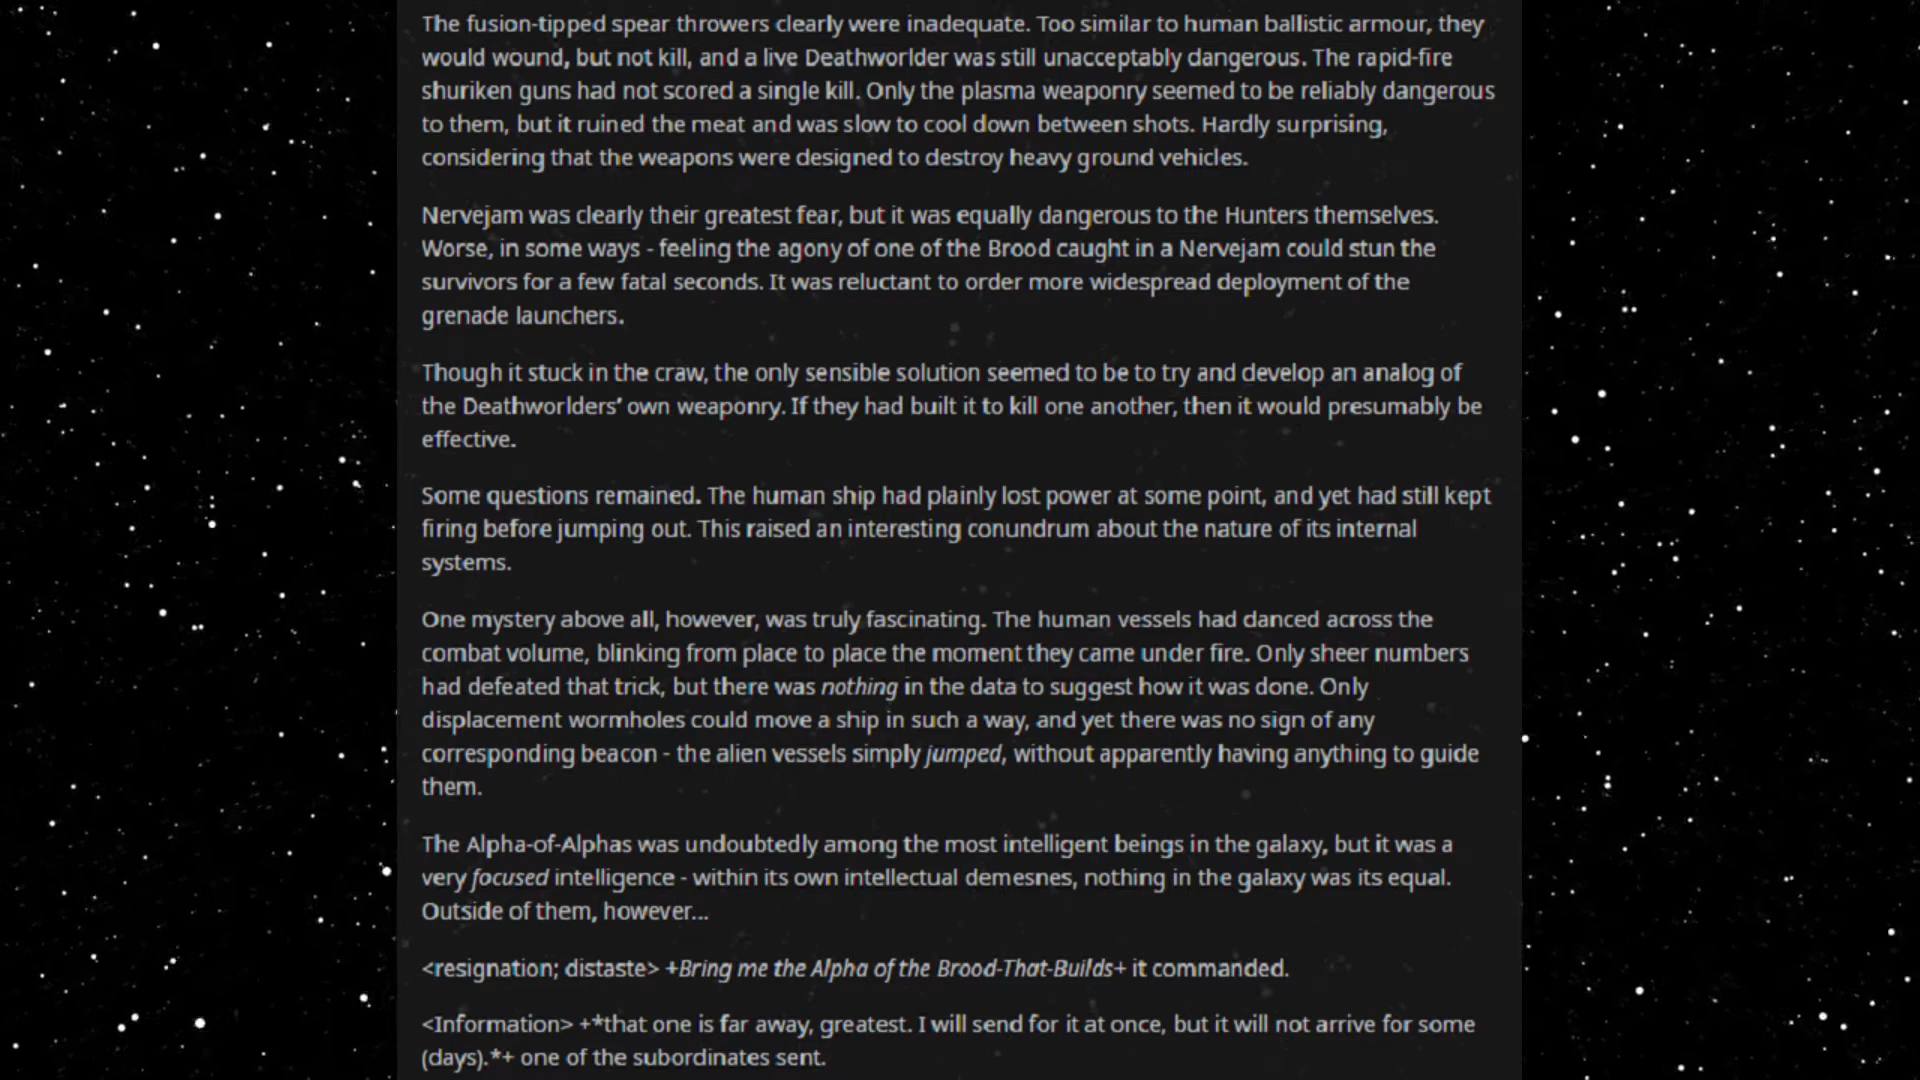 The fusion-tipped spear throwers clearly were inadequate. Too similar to human ballistic armour, they
would wound, but not kill, and a live Deathworlder was still unacceptably dangerous. The rapid-fire
shuriken guns had not scored a single kill. Only the plasma weaponry seemed to be reliably dangerous
to them, but it ruined the meat and was slow to cool down between shots. Hardly surprising,
considering that the weapons were designed to destroy heavy ground vehicles.
Nervejam was clearly their greatest fear, but it was equally dangerous to the Hunters themselves.
Worse, in some ways - feeling the agony of one of the Brood caught in a Nervejam could stun the
survivors for a few fatal seconds. It was reluctant to order more widespread deployment of the
grenade launchers.
Though it stuck in the craw, the only sensible solution seemed to be to try and develop an analog of
the Deathworlders’ own weaponry. If they had built it to kill one another, then it would presumably be
effective.
Some questions remained. The human ship had plainly lost power at some point, and yet had still kept
firing before jumping out. This raised an interesting conundrum about the nature of its internal
systems.
One mystery above all, however, was truly fascinating. The human vessels had danced across the
combat volume, blinking from place to place the moment they came under fire. Only sheer numbers
had defeated that trick, but there was nothing in the data to suggest how it was done. Only
displacement wormholes could move a ship in such a way, and yet there was no sign of any
corresponding beacon - the alien vessels simply jumped, without apparently having anything to guide
them.
The Alpha-of-Alphas was undoubtedly among the most intelligent beings in the galaxy, but it was a
very focused intelligence - within its own intellectual demesnes, nothing in the galaxy was its equal.
Outside of them, however...
<resignation; distaste> +Bring me the Alpha of the Brood-That-Builds+ it commanded.
<Information> +*that one is far away, greatest. I will send for it at once, but it will not arrive for some
(days).*+ one of the subordinates sent.